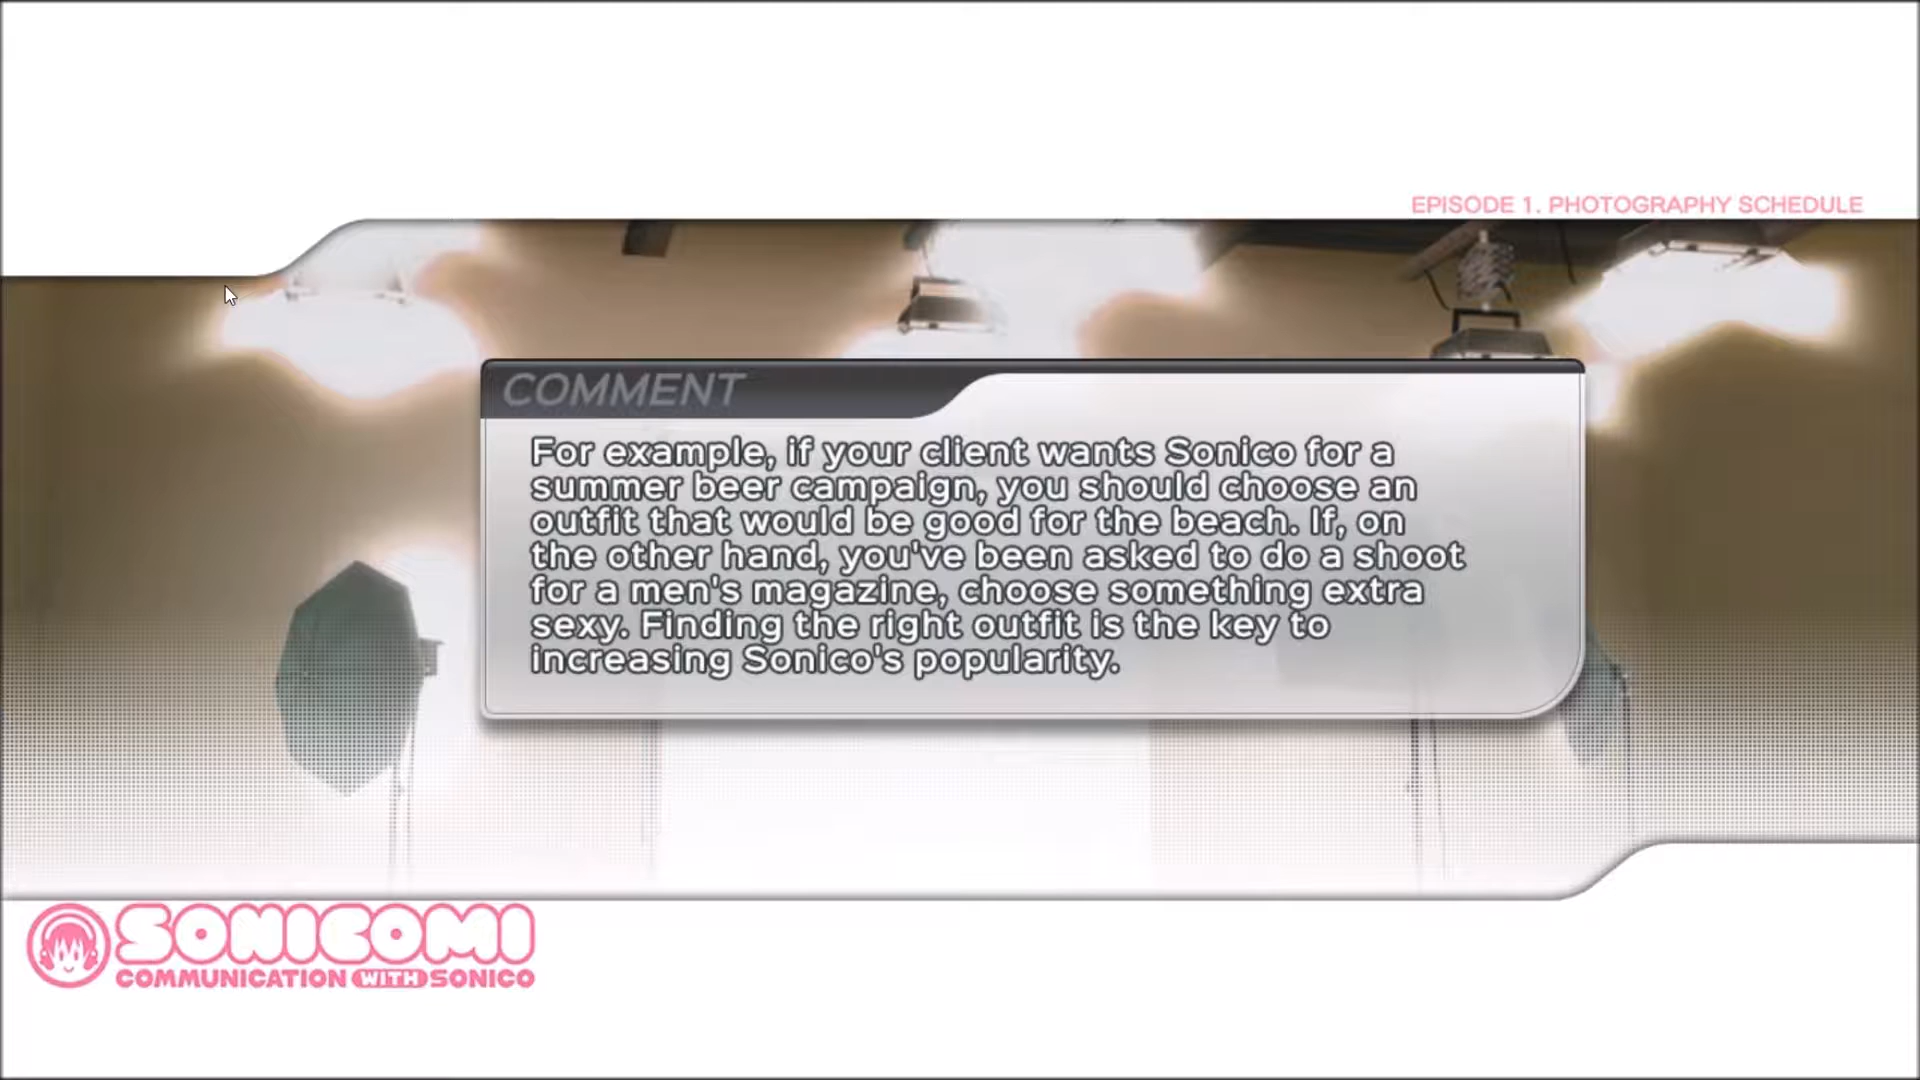 EPISODE 1. PHOTOGRAPHY SCHEDULE
COMMENT
For example, if your client wants Sonico for a
summer beer campaign, you should choose an
outfit that would be good for the beach. If, on
the other hand, you've been asked to do a shoot
for a men's magazine, choose something extra
sexy. Finding the right outfit is the key to
increasing Sonico's popularity.
SONICOMI
COMMUNICATION WITH SONICO